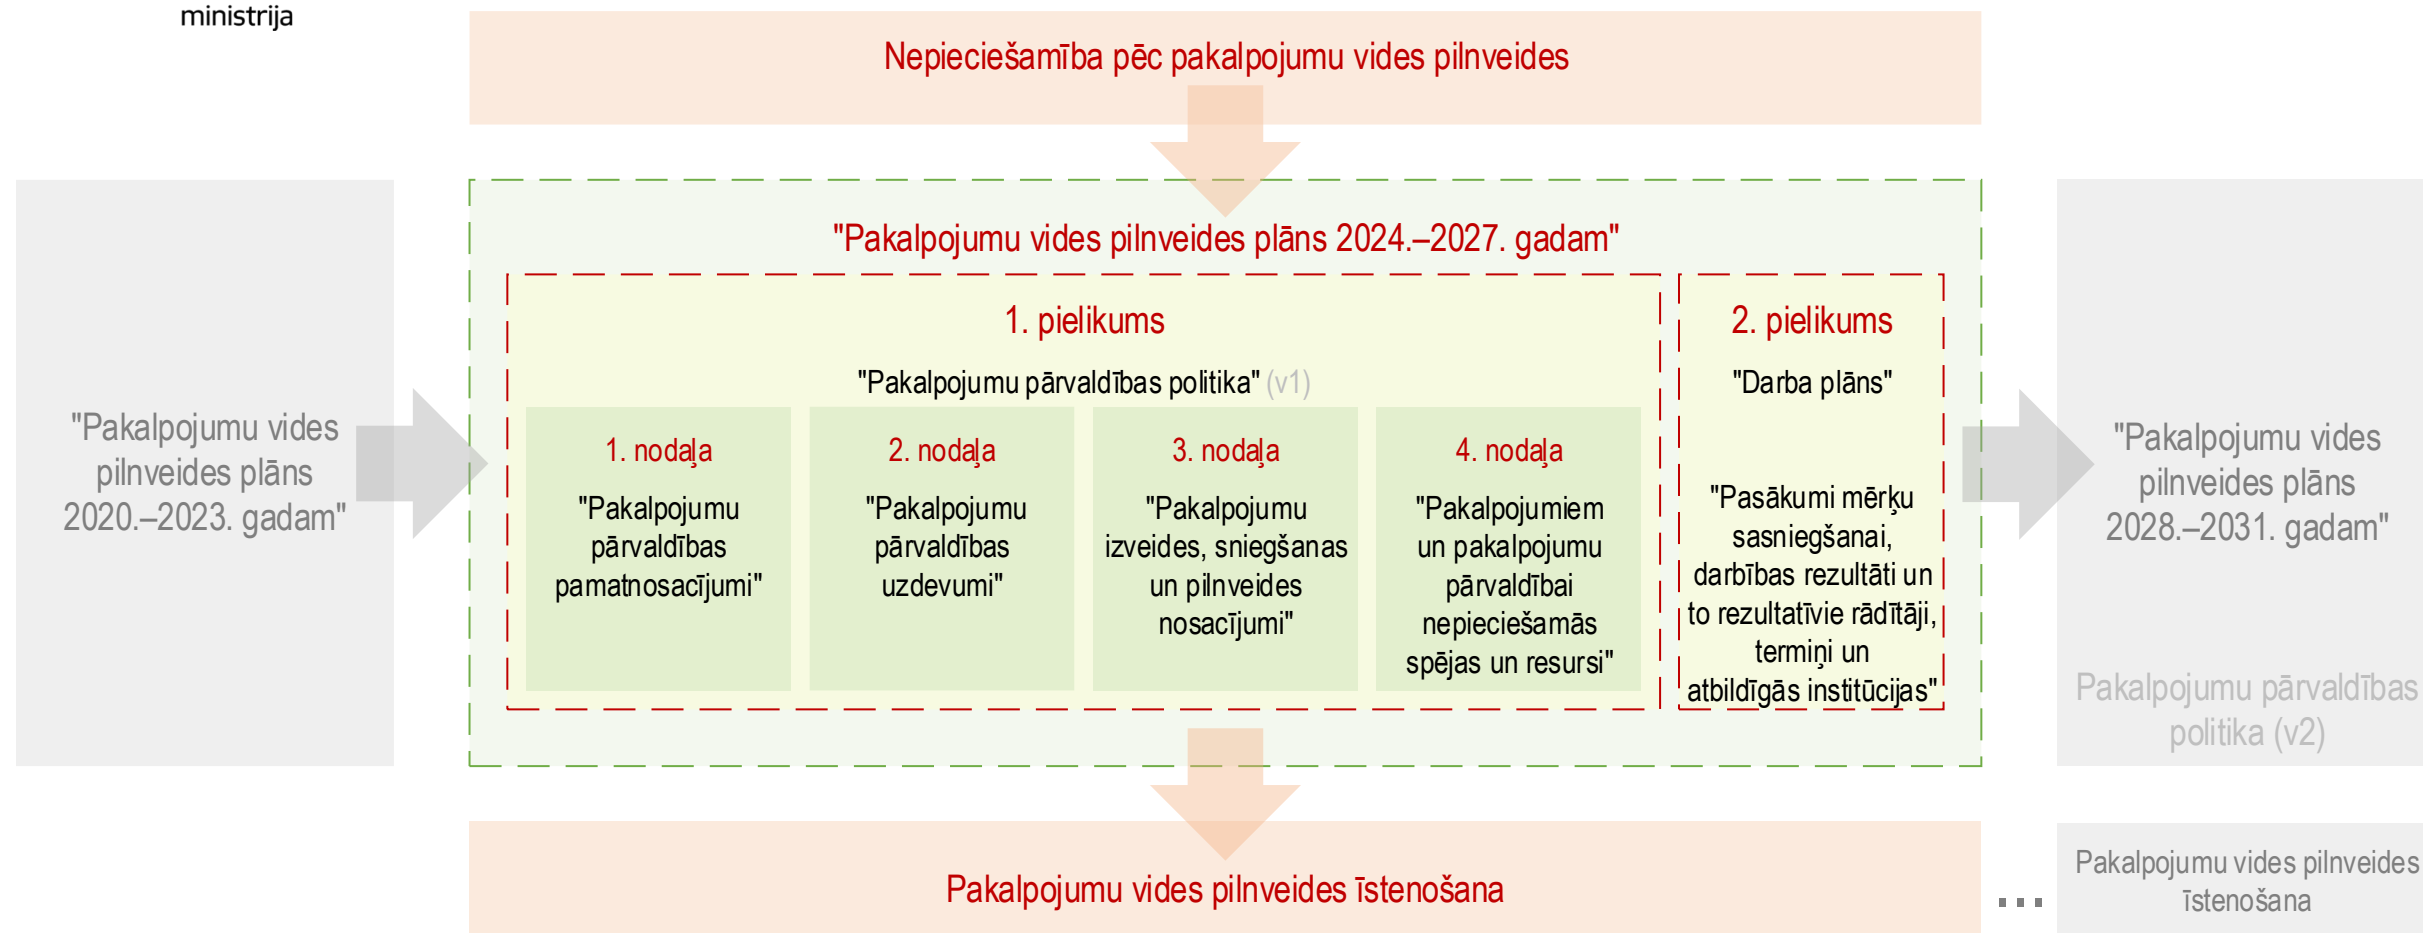 ministrija
Nepieciešamība pēc pakalpojumu vides pilnveides
"Pakalpojumu vides
pilnveides plāns
2020.–2023. gadam"
"Pakalpojumu vides pilnveides plāns 2024.–2027. gadam"
1. pielikums
"Pakalpojumu pārvaldības politika" (v1)
1. nodaļa
"Pakalpojumu
pārvaldības
pamatnosacījumi"
2. nodaļa
"Pakalpojumu
pārvaldības
uzdevumi"
3. nodaļa
"Pakalpojumu
izveides, sniegšanas
un pilnveides
nosacījumi"
4. nodaļa
"Pakalpojumiem
un pakalpojumu
pārvaldībai
nepieciešamās
spējas un resursi"
2. pielikums
"Darba plāns"
"Pasākumi mērķu
sasniegšanai,
darbības rezultāti un
to rezultatīvie rādītāji,
termiņi un
atbildīgās institūcijas"
"Pakalpojumu vides
pilnveides plāns
2028.–2031. gadam"
Pakalpojumu pārvaldības
politika (v2)
Pakalpojumu vides pilnveides īstenošana
...
Pakalpojumu vides pilnveides
īstenošana